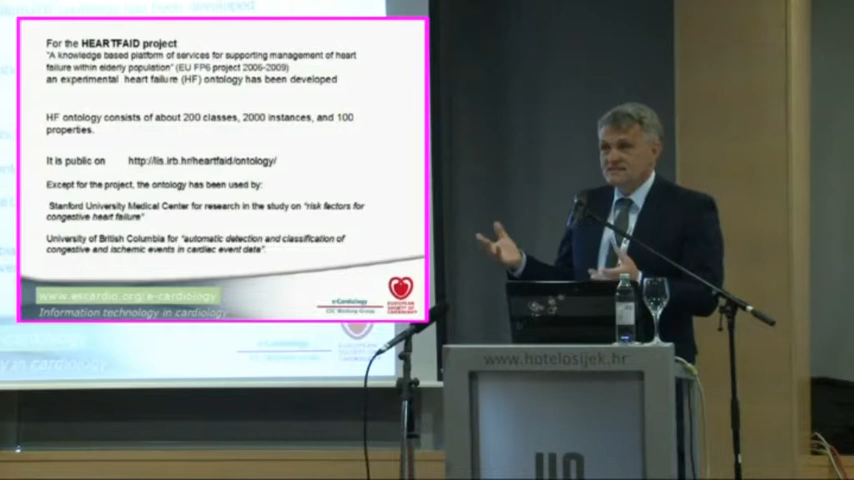 For the HEARTFAID project
"A knowledge based platform of services for supporting management of heart
failure within elderly population" (EU FP6 project 2006-2009)
an experimental heart failure (HF) ontology has been developed
HF ontology consists of about 200 classes, 2000 instances, and 100
properties.
It is public on http://lis.irb.hr/heartfaid/ontology/
Except for the project, the ontology has been used by:
Stanford University Medical Center for research in the study on "risk factors for
congestive heart failure"
University of British Columbia for "automatic detection and classification of
congestive and ischemic events in cardiac event data".
www.escardio.org/e-cardiology
Information technology in cardiology
e-Cardiology
ESC Working Group
EUROPEAN
SOCIETY OF
CARDIOLOGY
www.hotelosijek.hr